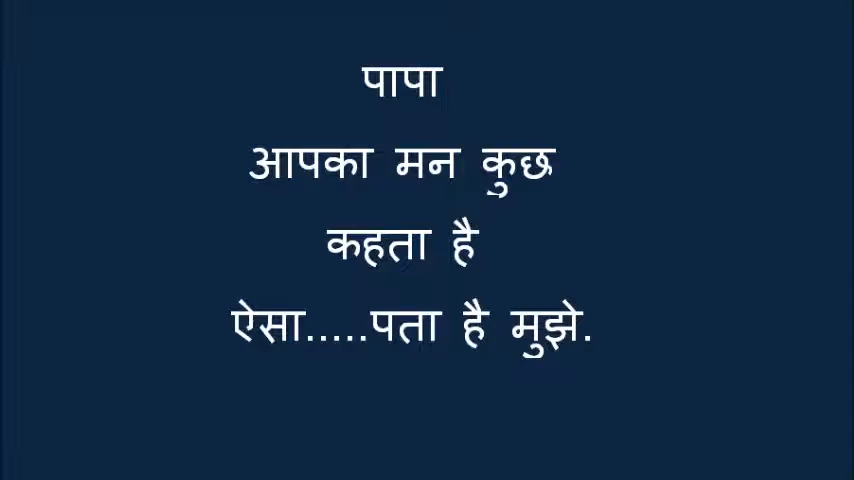 पापा
आपका मन कुछ
कहता है
ऐसा.....पता है मुझे.